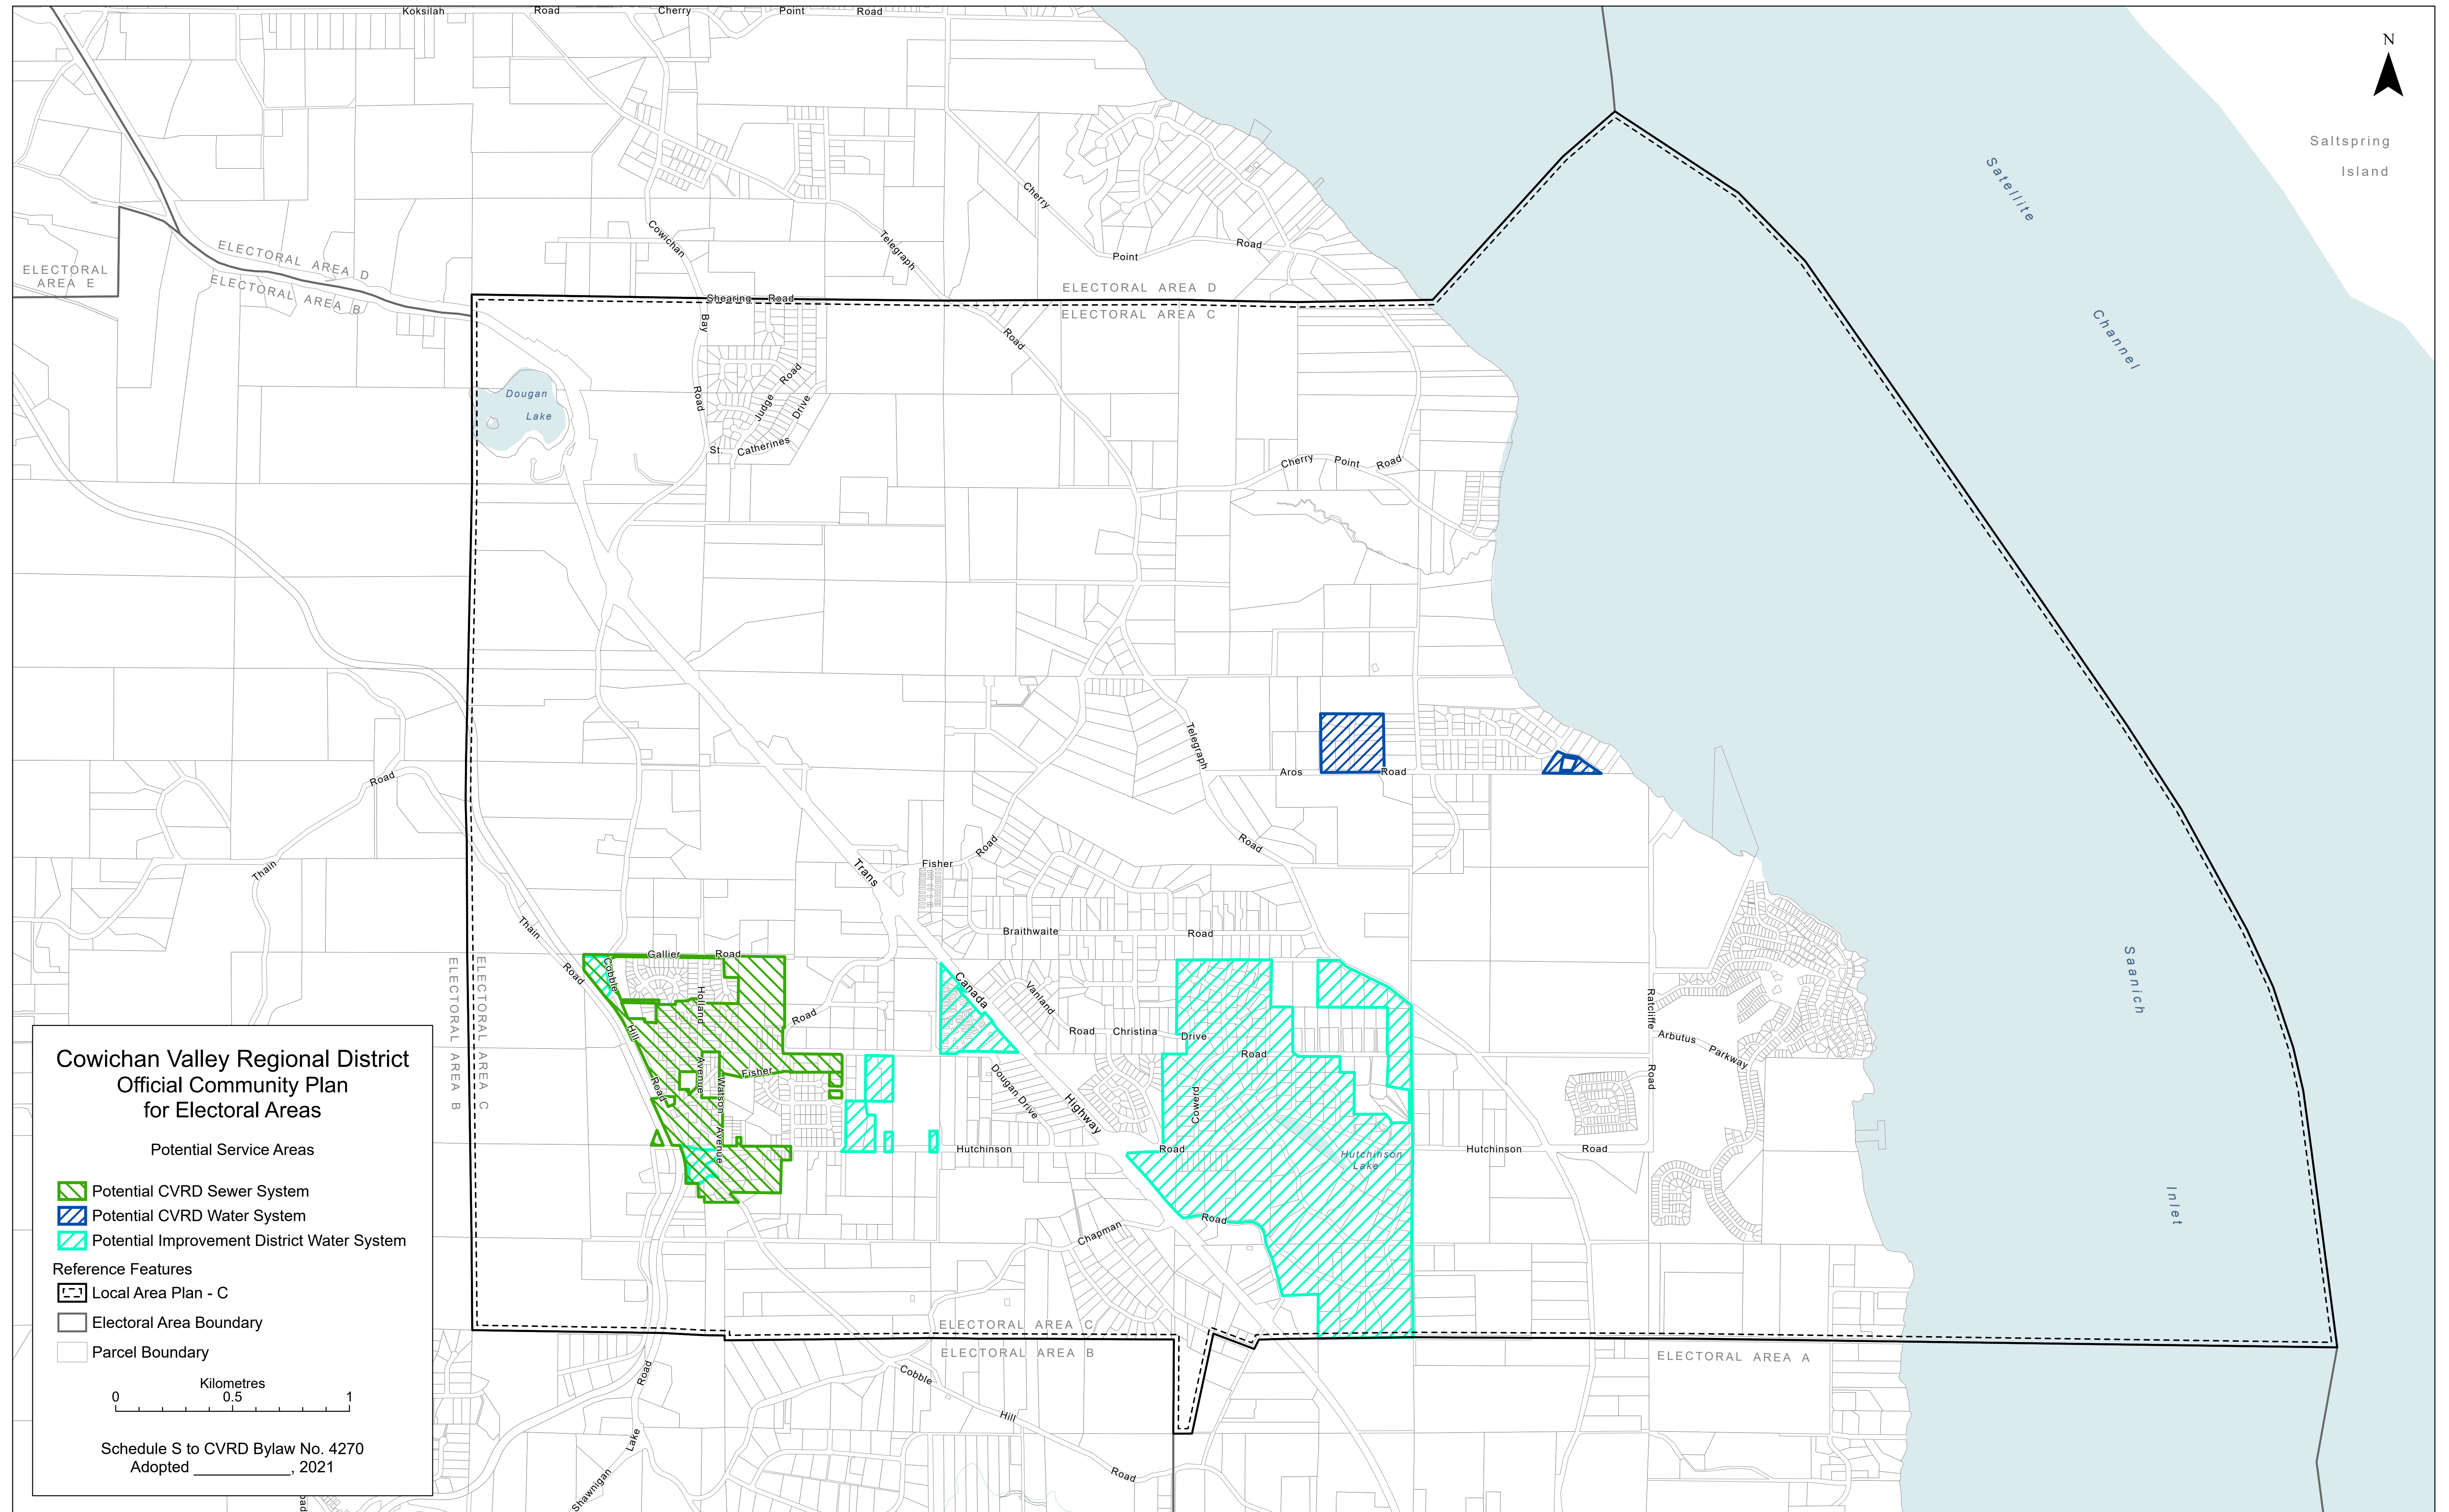 Koksilah Road Cherry Point Road
N
Saltspring
Island
Satellite
Channel
Cherry
Point
Road
Cowichan
Bay
Road
Telegraph
Road
ELECTORAL AREA D
ELECTORAL AREA B
ELECTORAL
AREA E
Shearing Road
ELECTORAL AREA D
ELECTORAL AREA C
Dougan
Lake
Judge Road
St. Catherines Drive
Cherry Point Road
Telegraph
Road
Aros Road
Thain
Road
Thain
Road
Trans
Canada
Highway
Fisher Road
Braithwaite Road
Gallier Road
Cobble
Hill
Road
Holland
Avenue
Watson
Avenue
Fisher
Road
Vanland
Road
Christina
Drive
Road
Cowerd
Dougan Drive
Ratcliffe
Road
Arbutus
Parkway
Saanich
Inlet
Hutchinson
Road
Hutchinson
Lake
Hutchinson Road
Chapman
Road
ELECTORAL AREA B
ELECTORAL AREA C
ELECTORAL AREA C
ELECTORAL AREA B
ELECTORAL AREA A
Cobble
Hill
Road
Shawnigan
Lake
Road
Cowichan Valley Regional District
Official Community Plan
for Electoral Areas
Potential Service Areas
Potential CVRD Sewer System
Potential CVRD Water System
Potential Improvement District Water System
Reference Features
Local Area Plan - C
Electoral Area Boundary
Parcel Boundary
Kilometres
0 0.5 1
Schedule S to CVRD Bylaw No. 4270
Adopted ____________, 2021